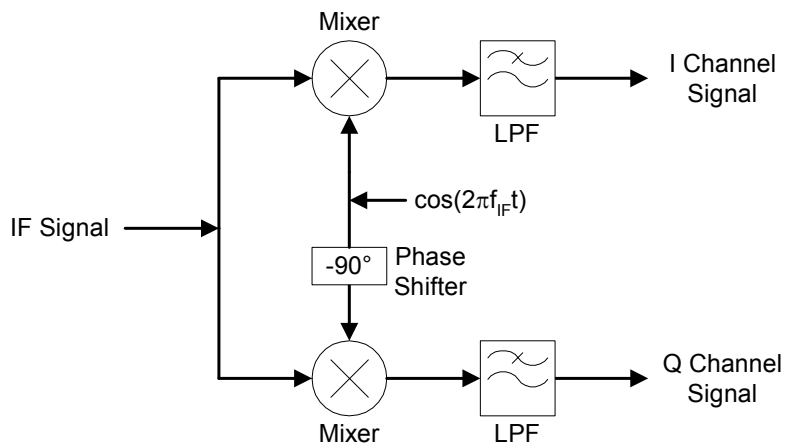 Mixer
I Channel
Signal
LPF
cos(2πf_IFt)
IF Signal
-90°
Phase
Shifter
Q Channel
Signal
Mixer
LPF